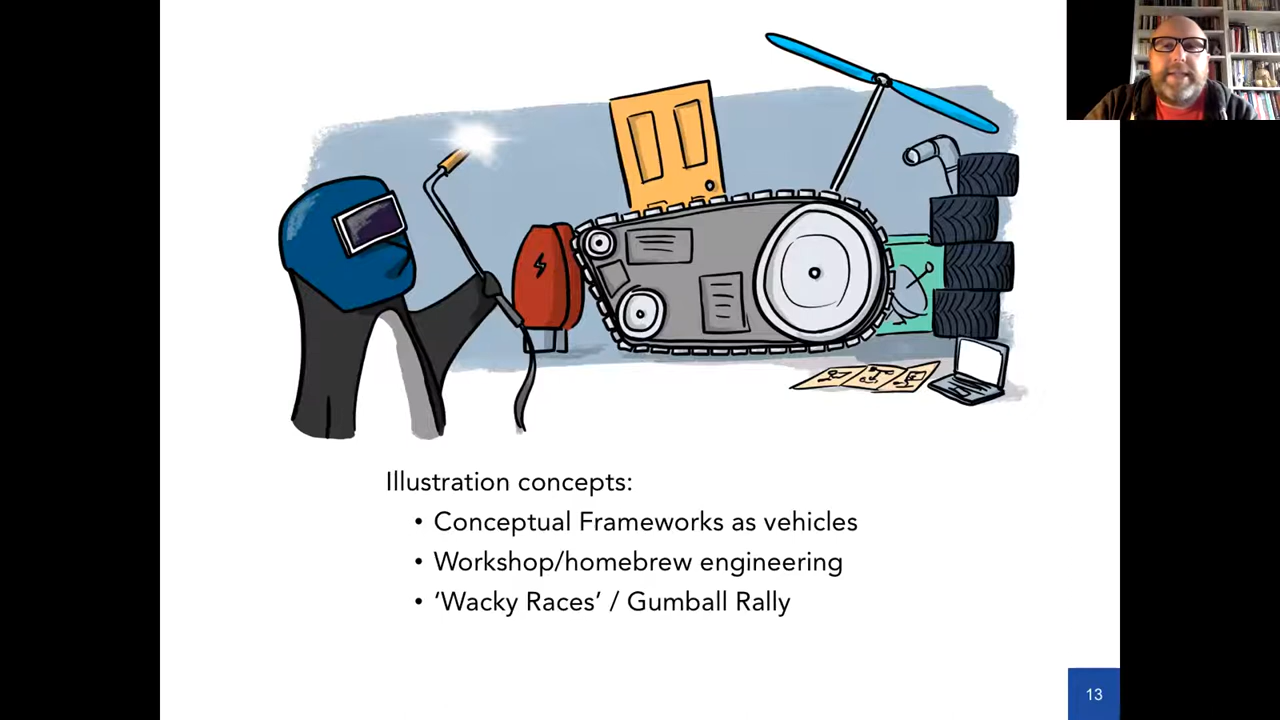 Illustration concepts:
• Conceptual Frameworks as vehicles
• Workshop/homebrew engineering
• ‘Wacky Races’ / Gumball Rally
13